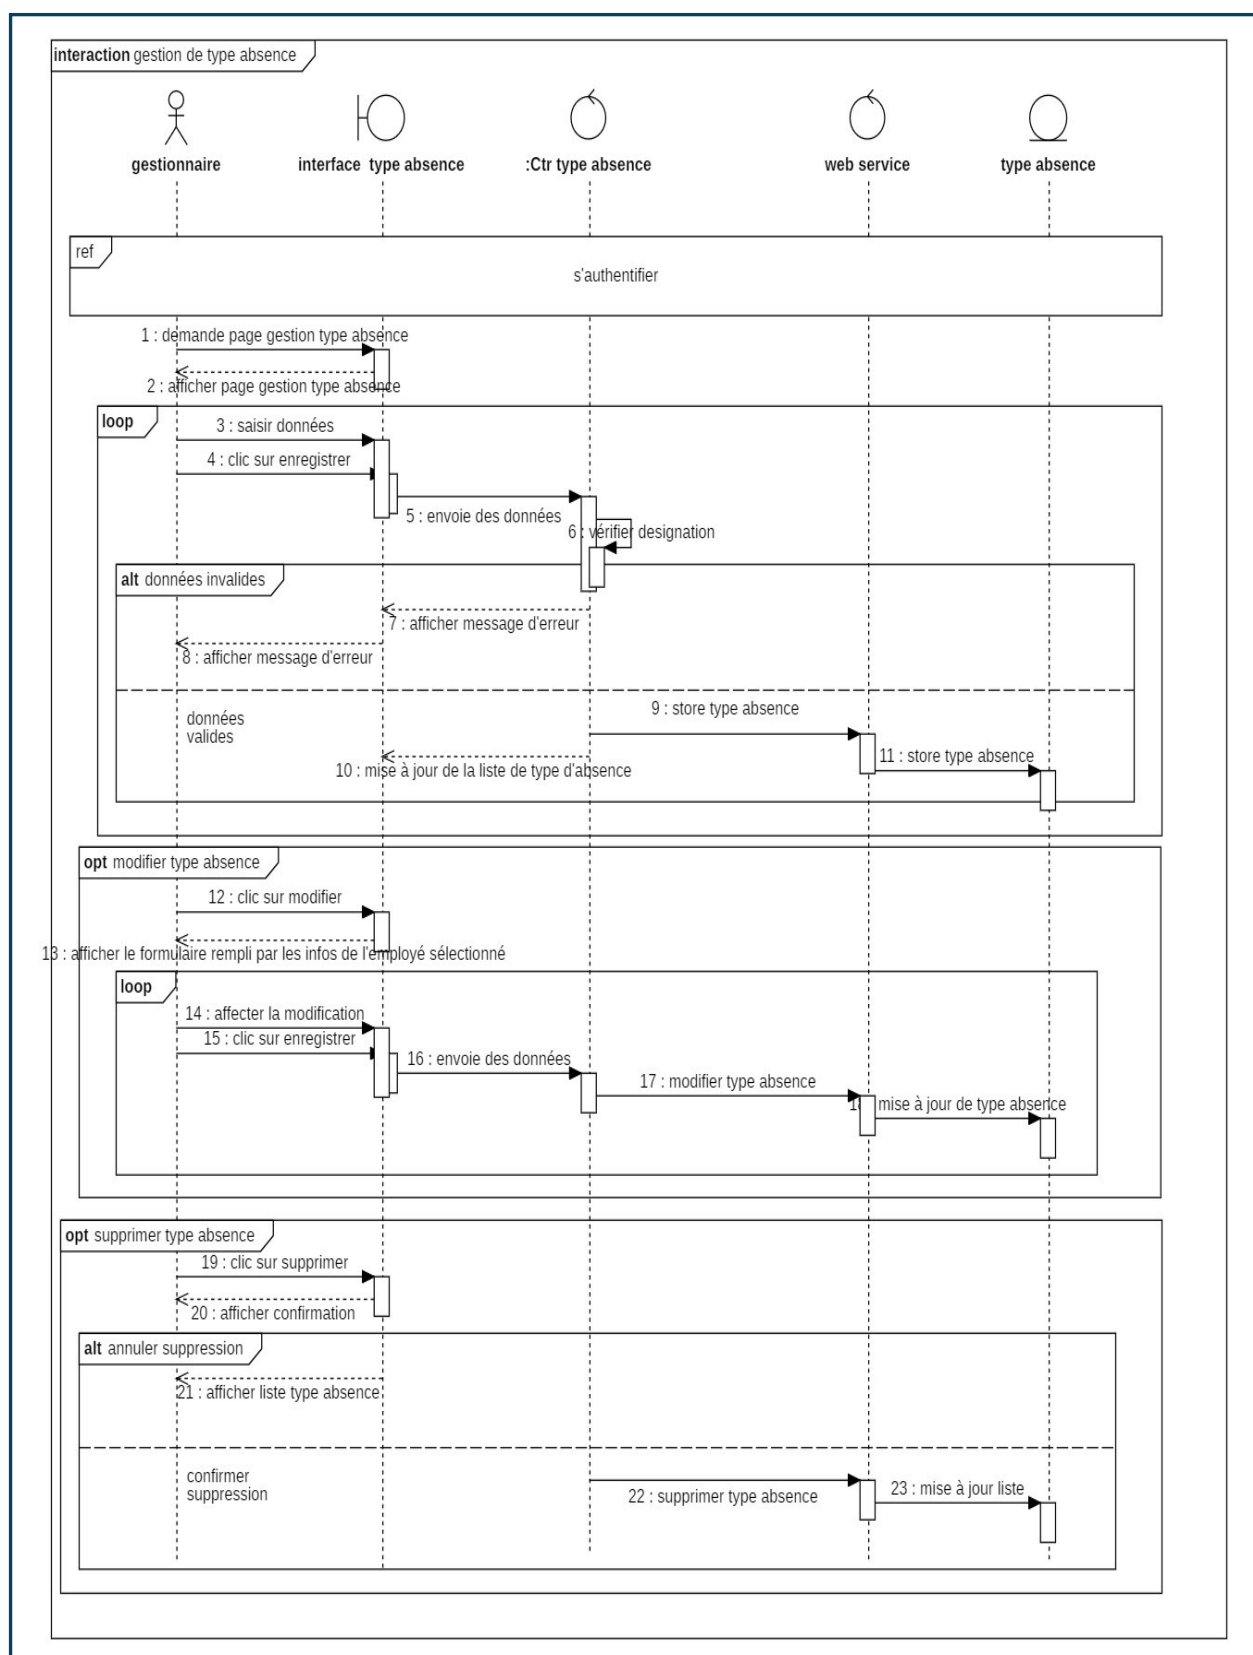 interaction gestion de type absence
gestionnaire
interface type absence
:Ctr type absence
web service
type absence
ref
s'authentifier
1 : demande page gestion type absence
2 : afficher page gestion type absence
loop
3 : saisir données
4 : clic sur enregistrer
5 : envoie des données
6 : vérifier designation
alt données invalides
7 : afficher message d'erreur
8 : afficher message d'erreur
données
valides
9 : store type absence
10 : mise à jour de la liste de type d'absence
11 : store type absence
opt modifier type absence
12 : clic sur modifier
13 : afficher le formulaire rempli par les infos de l'employé sélectionné
loop
14 : affecter la modification
15 : clic sur enregistrer
16 : envoie des données
17 : modifier type absence
mise à jour de type absence
opt supprimer type absence
19 : clic sur supprimer
20 : afficher confirmation
alt annuler suppression
21 : afficher liste type absence
confirmer
suppression
22 : supprimer type absence
23 : mise à jour liste